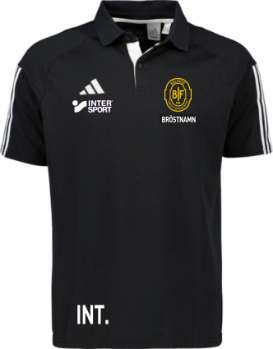 INTER
SPORT
BIF
BRÖSTNAMN
INT.